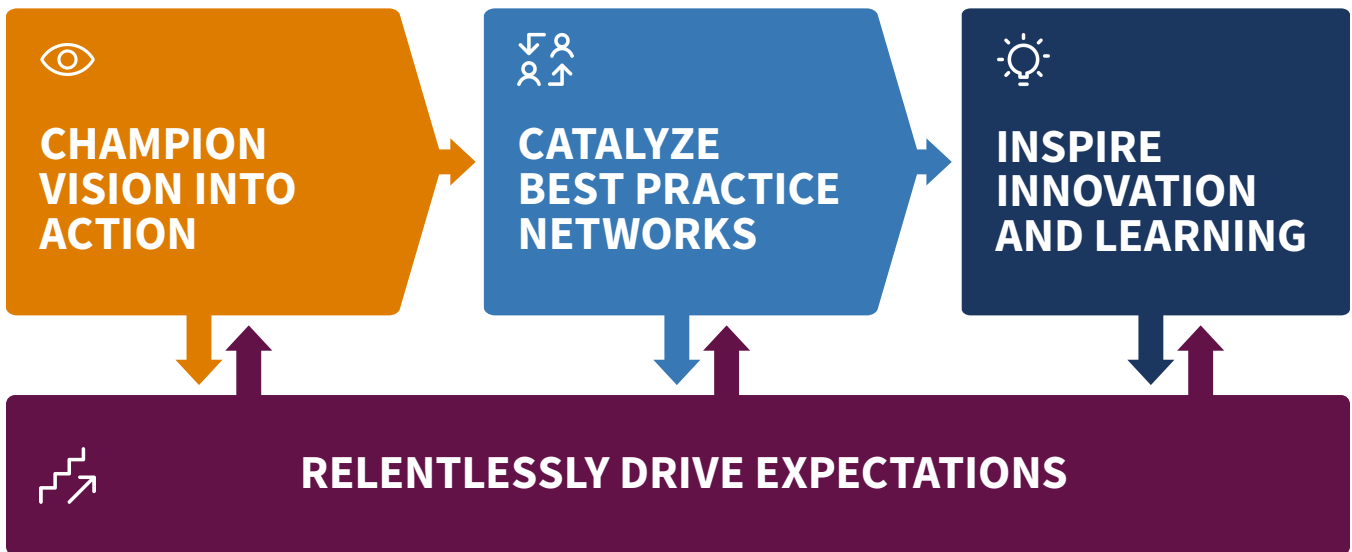 CHAMPION
VISION INTO
ACTION
CATALYZE
BEST PRACTICE
NETWORKS
INSPIRE
INNOVATION
AND LEARNING
RELENTLESSLY DRIVE EXPECTATIONS